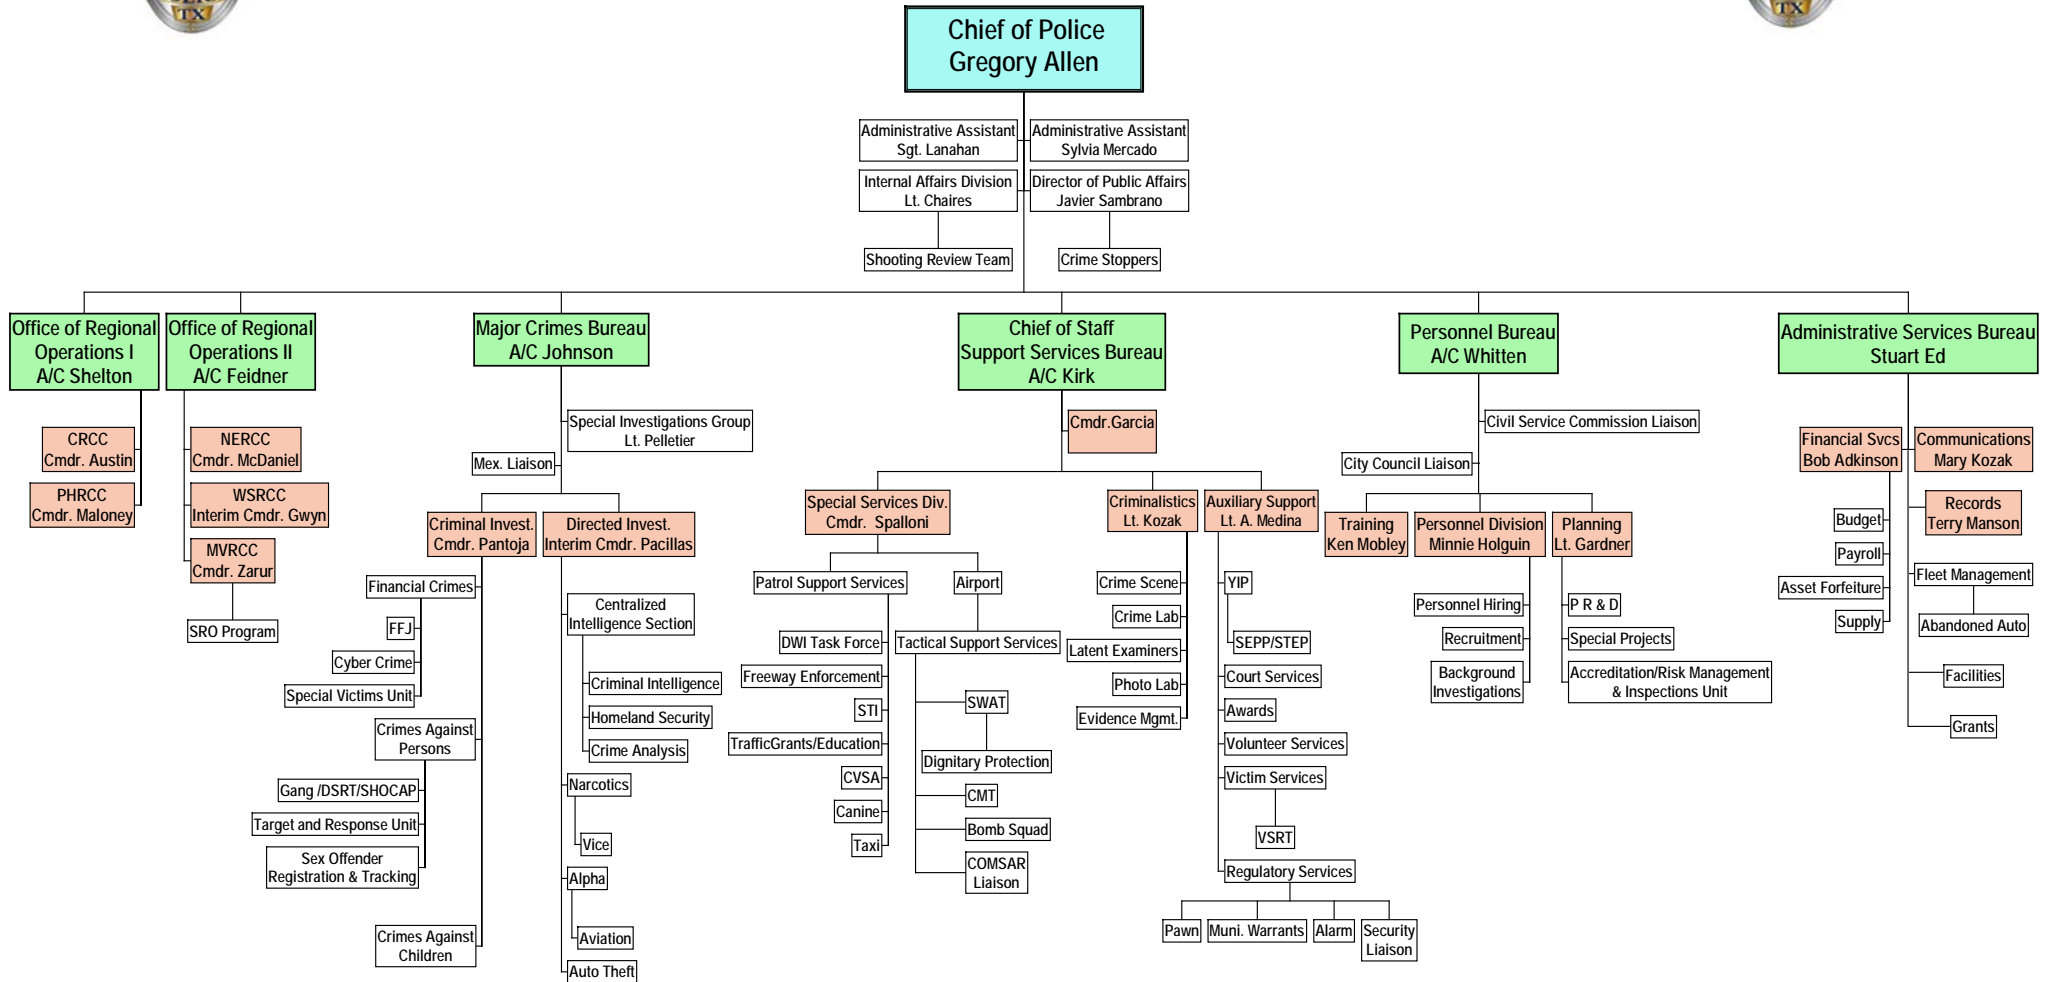 TX
TX
Chief of Police
Gregory Allen
Administrative Assistant
Sgt. Lanahan
Administrative Assistant
Sylvia Mercado
Internal Affairs Division
Lt. Chaires
Director of Public Affairs
Javier Sambrano
Shooting Review Team
Crime Stoppers
Office of Regional
Operations I
A/C Shelton
Office of Regional
Operations II
A/C Feidner
Major Crimes Bureau
A/C Johnson
Chief of Staff
Support Services Bureau
A/C Kirk
Personnel Bureau
A/C Whitten
Administrative Services Bureau
Stuart Ed
CRCC
Cmdr. Austin
PHRCC
Cmdr. Maloney
NERCC
Cmdr. McDaniel
WSRCC
Interim Cmdr. Gwyn
MVRCC
Cmdr. Zarur
SRO Program
Special Investigations Group
Lt. Pelletier
Mex. Liaison
Criminal Invest.
Cmdr. Pantoja
Directed Invest.
Interim Cmdr. Pacillas
Financial Crimes
FFJ
Cyber Crime
Special Victims Unit
Crimes Against
Persons
Gang /DSRT/SHOCAP
Target and Response Unit
Sex Offender
Registration & Tracking
Crimes Against
Children
Centralized
Intelligence Section
Criminal Intelligence
Homeland Security
Crime Analysis
Narcotics
Vice
Alpha
Aviation
Auto Theft
Cmdr.Garcia
Special Services Div.
Cmdr. Spalloni
Criminalistics
Lt. Kozak
Auxiliary Support
Lt. A. Medina
Patrol Support Services
DWI Task Force
Freeway Enforcement
STI
TrafficGrants/Education
CVSA
Canine
Taxi
Airport
Tactical Support Services
SWAT
Dignitary Protection
CMT
Bomb Squad
COMSAR
Liaison
Crime Scene
Crime Lab
Latent Examiners
Photo Lab
Evidence Mgmt.
YIP
SEPP/STEP
Court Services
Awards
Volunteer Services
Victim Services
VSRT
Regulatory Services
Pawn
Muni. Warrants
Alarm
Security
Liaison
Civil Service Commission Liaison
City Council Liaison
Training
Ken Mobley
Personnel Division
Minnie Holguin
Planning
Lt. Gardner
Personnel Hiring
Recruitment
Background
Investigations
P R & D
Special Projects
Accreditation/Risk Management
& Inspections Unit
Financial Svcs
Bob Adkinson
Communications
Mary Kozak
Records
Terry Manson
Budget
Payroll
Asset Forfeiture
Supply
Fleet Management
Abandoned Auto
Facilities
Grants